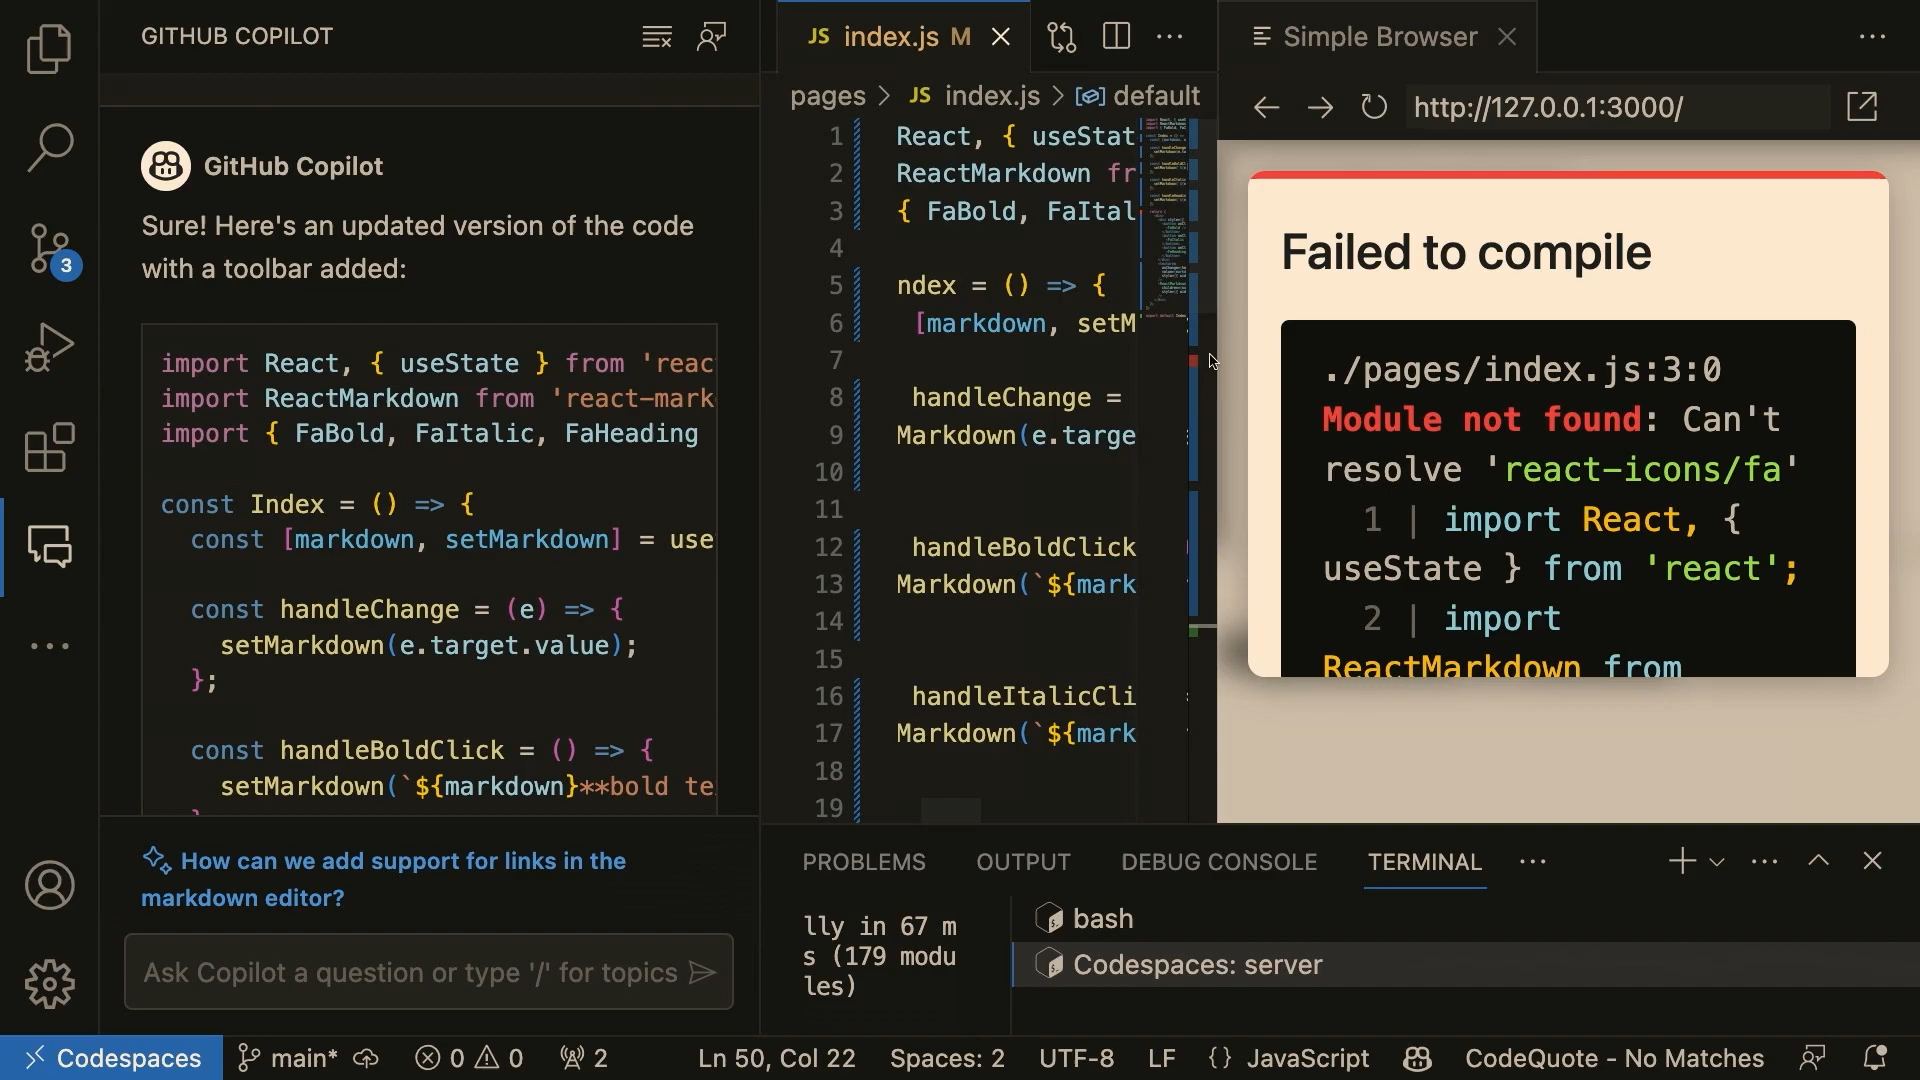 GITHUB COPILOT
GitHub Copilot
Sure! Here's an updated version of the code
with a toolbar added:
import React, { useState } from 'reac
import ReactMarkdown from 'react-mark
import { FaBold, FaItalic, FaHeading
const Index = () => {
const [markdown, setMarkdown] = use
const handleChange = (e) => {
setMarkdown(e.target.value);
};
const handleBoldClick = () => {
setMarkdown(`${markdown}**bold te
How can we add support for links in the
markdown editor?
Ask Copilot a question or type '/' for topics
3
JS index.js M
pages > JS index.js > default
1 React, { useStat
2 ReactMarkdown fr
3 { FaBold, FaItal
4
5 ndex = () => {
6 [markdown, setM
7
8 handleChange =
9 Markdown(e.targe
10
11
12 handleBoldClick
13 Markdown(`${mark
14
15
16 handleItalicCli
17 Markdown(`${mark
18
19
Simple Browser
http://127.0.0.1:3000/
Failed to compile
./pages/index.js:3:0
Module not found: Can't
resolve 'react-icons/fa'
1 | import React, {
useState } from 'react';
2 | import
ReactMarkdown from
PROBLEMS OUTPUT DEBUG CONSOLE TERMINAL
lly in 67 m
s (179 modu
les)
bash
Codespaces: server
Codespaces main* 0 0 2 Ln 50, Col 22 Spaces: 2 UTF-8 LF {} JavaScript CodeQuote - No Matches